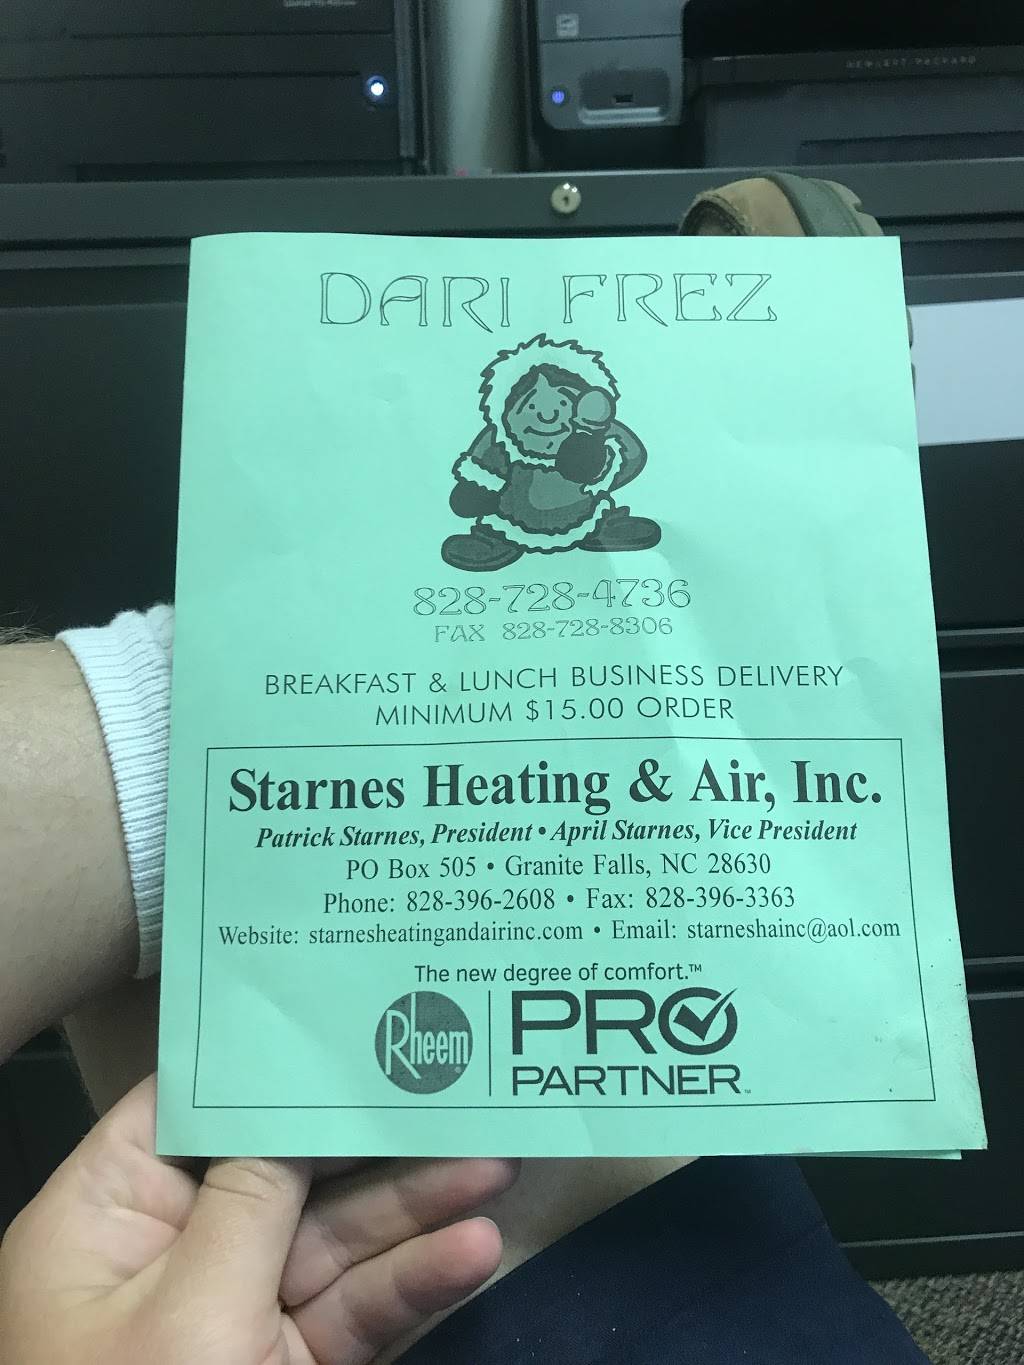 HEWLETT PACKARD
DARI FREZ
828-728-4736
FAX 828-728-8306
BREAKFAST & LUNCH BUSINESS DELIVERY
MINIMUM $15.00 ORDER
Starnes Heating & Air, Inc.
Patrick Starnes, President • April Starnes, Vice President
PO Box 505 • Granite Falls, NC 28630
Phone: 828-396-2608 • Fax: 828-396-3363
Website: starnesheatingandairinc.com • Email: starneshainc@aol.com
The new degree of comfort.™
Rheem
PRO
PARTNER™